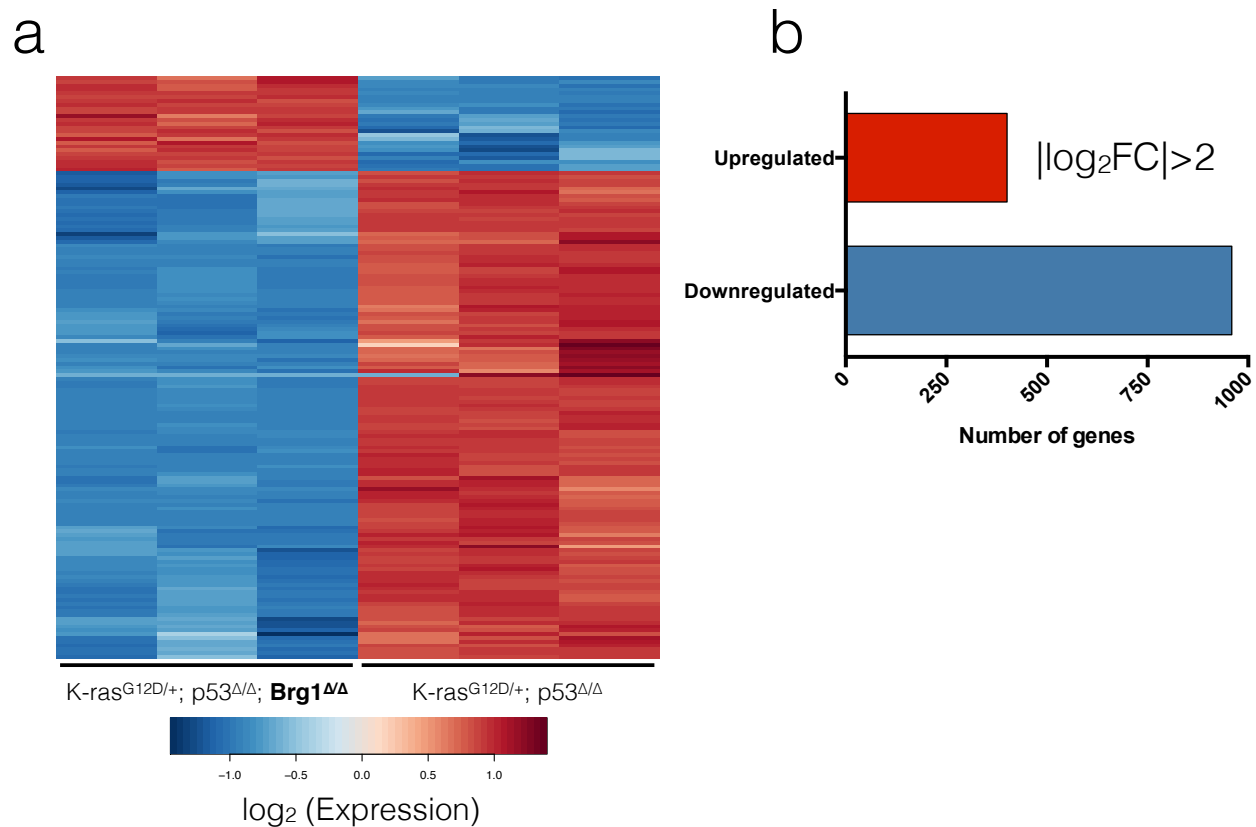 a
b
Upregulated
|log₂FC|>2
Downregulated
0
250
500
750
1000
Number of genes
K-rasᴳ¹²ᴰ/⁺; p53Δ/Δ; Brg1Δ/Δ
K-rasᴳ¹²ᴰ/⁺; p53Δ/Δ
−1.0
−0.5
0.0
0.5
1.0
log₂ (Expression)